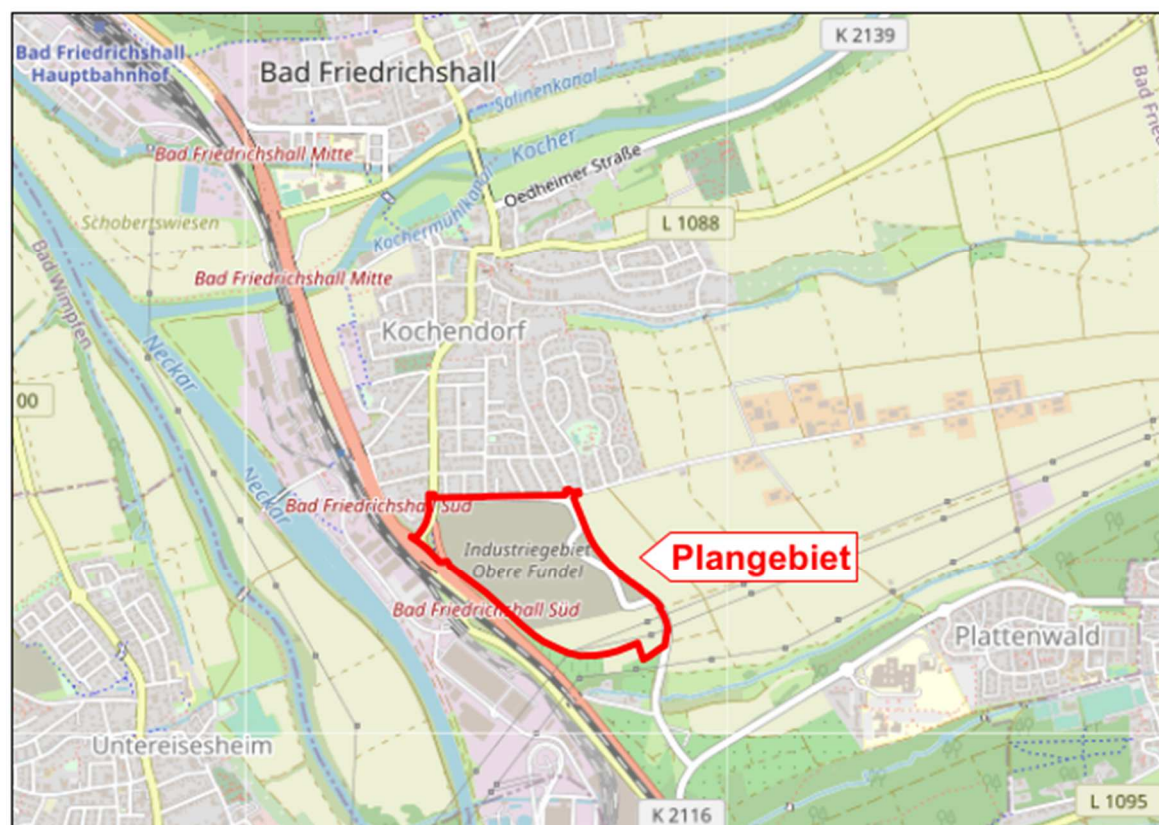 K 2139
Bad Friedrichshall
Hauptbahnhof
Bad Friedrichshall
Salinenkanal
Bad Friedrichshall Mitte
Kocher
Oedheimer Straße
Schobertswiesen
Kochermühlkanal
L 1088
Bad Wimpfen
Bad Friedrichshall Mitte
Kochendorf
Neckar
00
Neckar
Bad Friedrichshall Süd
Industriegebiet
Obere Fundel
Plangebiet
Bad Friedrichshall Süd
Plattenwald
Untereisesheim
K 2116
L 1095